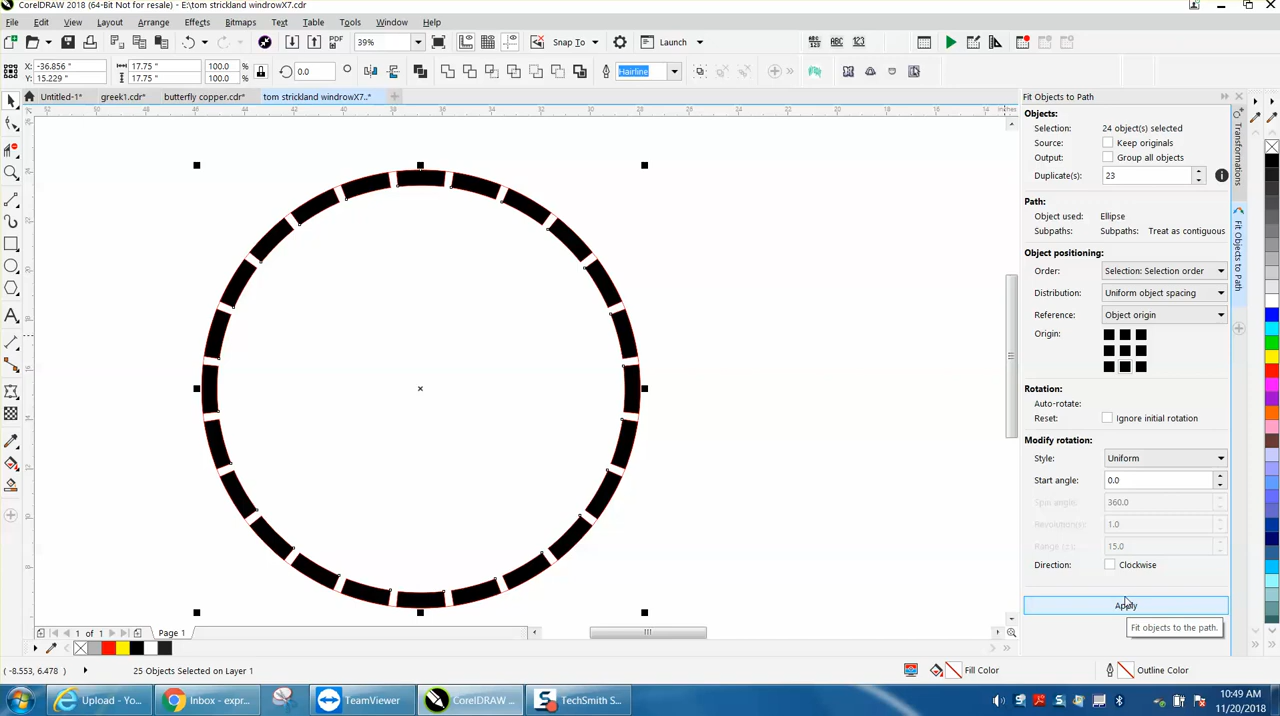 CorelDRAW 2018 (64-Bit Not for resale) - E:\tom strickland windrowX7.*
File Edit View Layout Arrange Effects Bitmaps Text Table Tools Window Help
39% Snap To Launch
X: -36.856 " 17.75 " 100.0 % 0.0 Hairline
Y: 15.229 " 17.75 " 100.0 %
Untitled-1* greek1.cdr* butterfly copper.cdr* tom strickland windrowX7..*
Fit Objects to Path
Objects:
Selection: 24 object(s) selected
Source: Keep originals
Output: Group all objects
Duplicate(s): 23
Path:
Object used: Ellipse
Subpaths: Subpaths: Treat as contiguous
Object positioning:
Order: Selection: Selection order
Distribution: Uniform object spacing
Reference: Object origin
Origin:
Rotation:
Auto-rotate:
Reset: Ignore initial rotation
Modify rotation:
Style: Uniform
Start angle: 0.0
Spin angle: 360.0
Revolution(s): 1.0
Range (±s): 15.0
Direction: Clockwise
Apply
Fit objects to the path.
Transformations
Fit Objects to Path
1 of 1 Page 1
( -8.553, 6.478 ) 25 Objects Selected on Layer 1 Fill Color Outline Color
Upload - Yo... Inbox - expr... TeamViewer CorelDRAW ... TechSmith S...
10:49 AM
11/20/2018